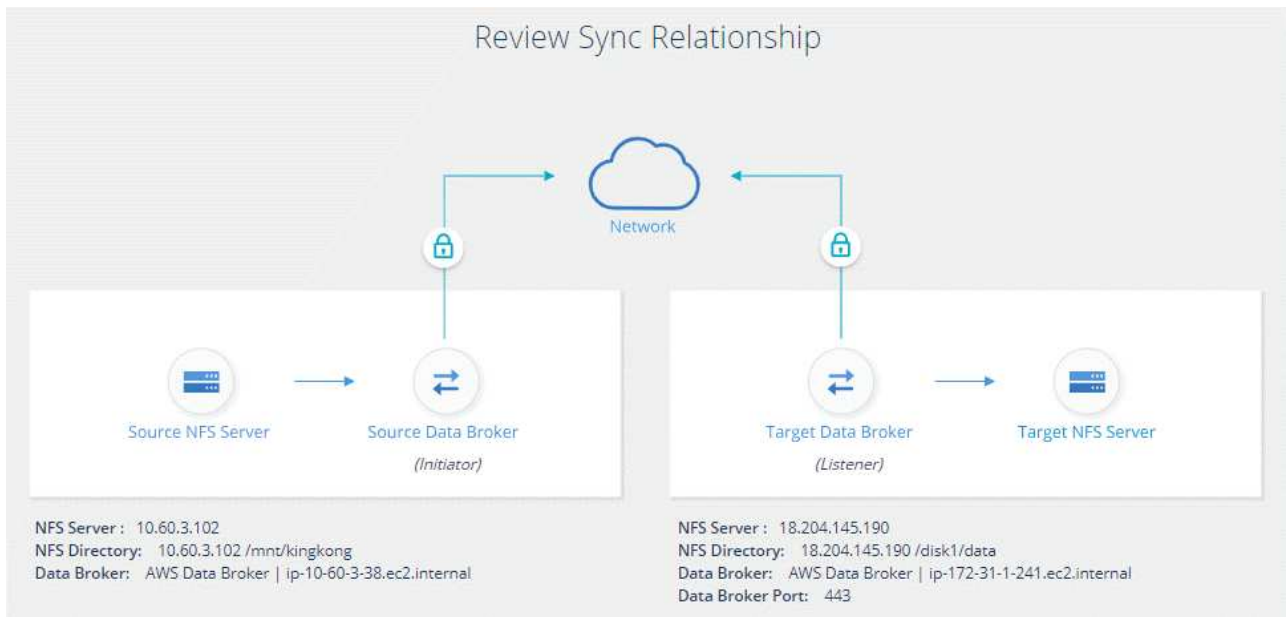 Review Sync Relationship
Network
Source NFS Server
Source Data Broker
(Initiator)
Target Data Broker
(Listener)
Target NFS Server
NFS Server : 10.60.3.102
NFS Directory: 10.60.3.102 /mnt/kingkong
Data Broker: AWS Data Broker | ip-10-60-3-38.ec2.internal
NFS Server : 18.204.145.190
NFS Directory: 18.204.145.190 /disk1/data
Data Broker: AWS Data Broker | ip-172-31-1-241.ec2.internal
Data Broker Port: 443